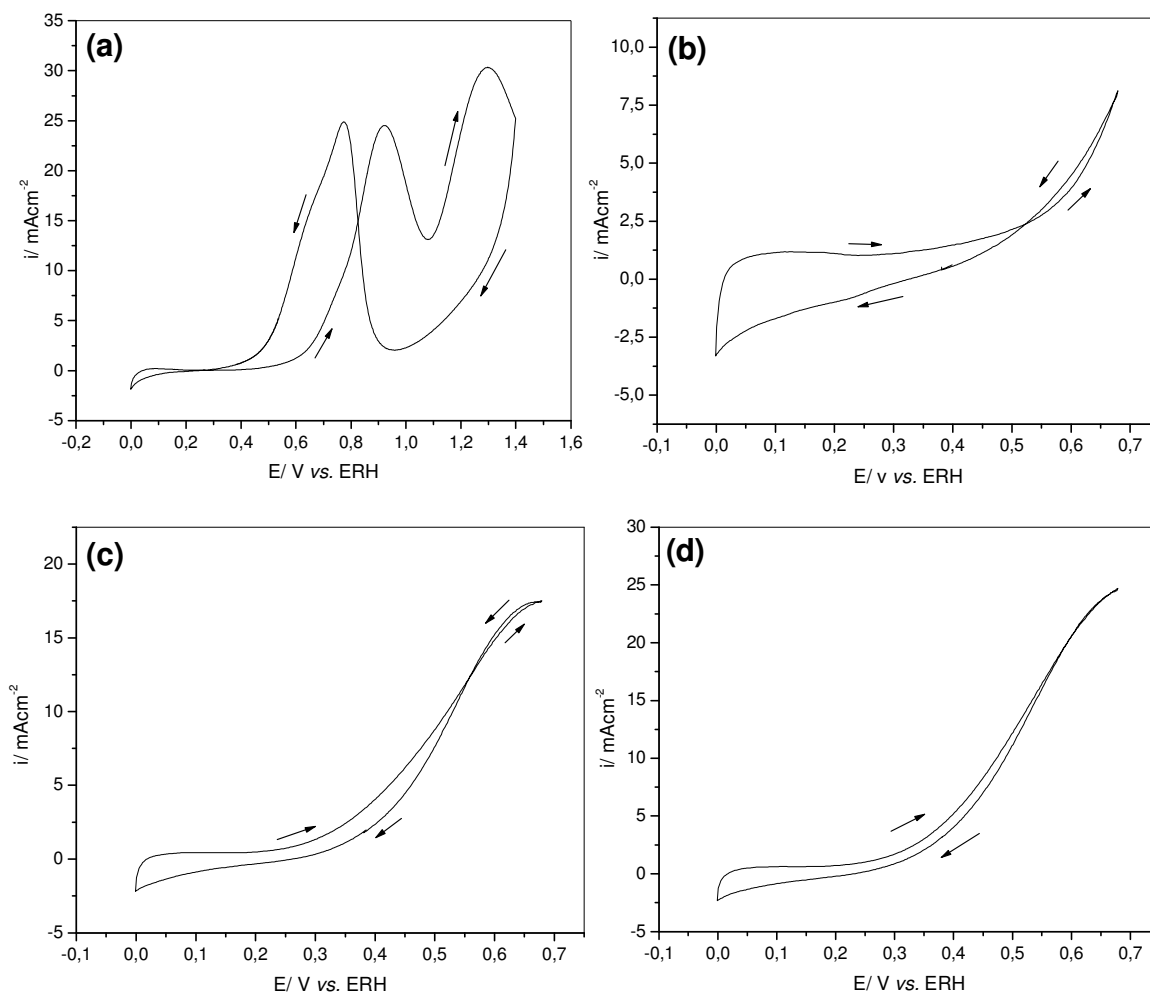 (a)
35
30
25
20
15
10
5
0
-5
i/ mAcm⁻²
-0,2 0,0 0,2 0,4 0,6 0,8 1,0 1,2 1,4 1,6
E/ V vs. ERH
(b)
10,0
7,5
5,0
2,5
0,0
-2,5
-5,0
i/ mAcm⁻²
-0,1 0,0 0,1 0,2 0,3 0,4 0,5 0,6 0,7
E/ v vs. ERH
(c)
20
15
10
5
0
-5
i/ mAcm⁻²
-0,1 0,0 0,1 0,2 0,3 0,4 0,5 0,6 0,7
E/ V vs. ERH
(d)
30
25
20
15
10
5
0
-5
i/ mAcm⁻²
-0,1 0,0 0,1 0,2 0,3 0,4 0,5 0,6 0,7
E/ V vs. ERH